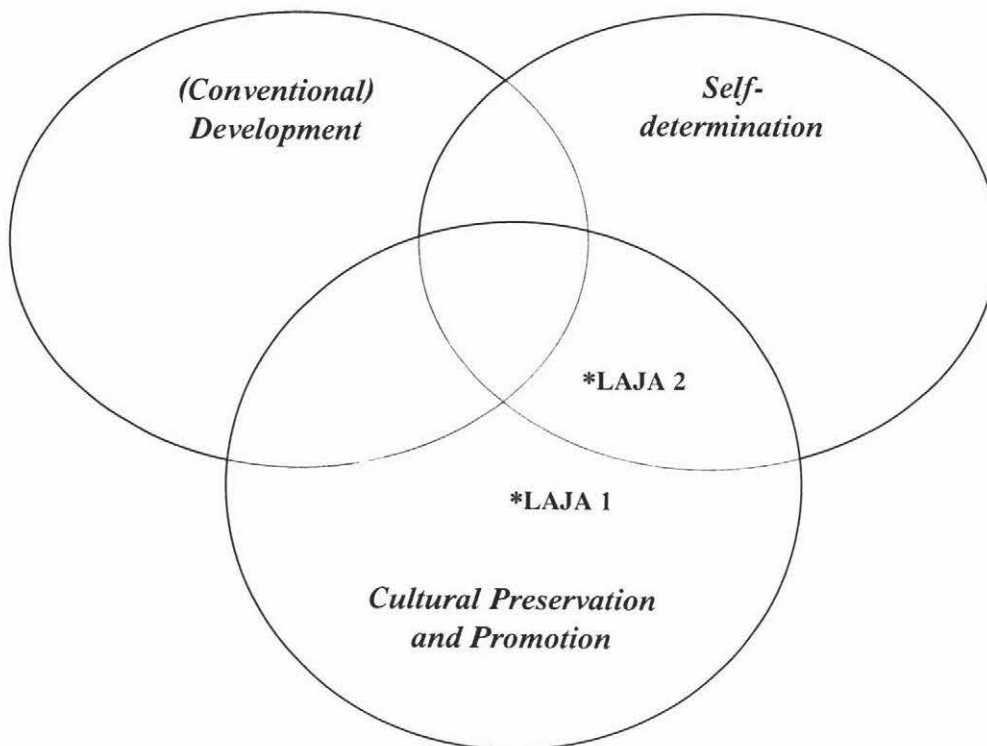 (Conventional)
Development
Self-
determination
*LAJA 2
*LAJA 1
Cultural Preservation
and Promotion